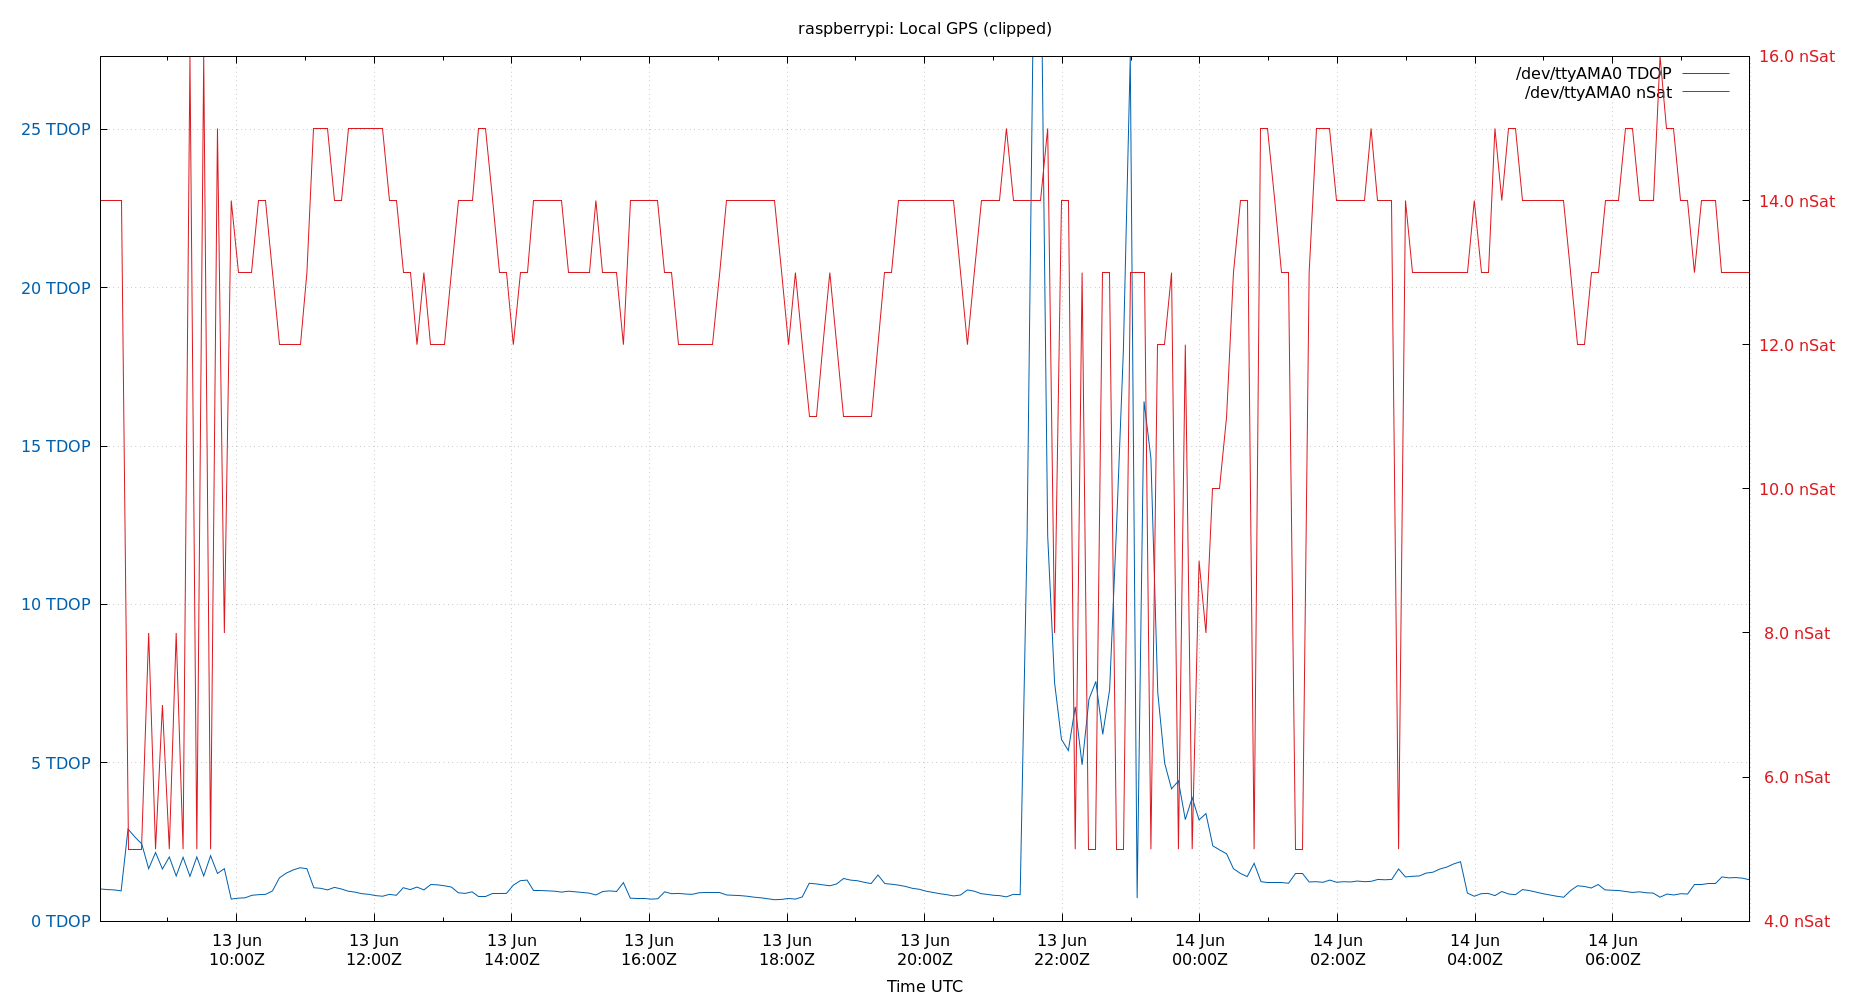 raspberrypi: Local GPS (clipped)
/dev/ttyAMA0 TDOP
/dev/ttyAMA0 nSat
25 TDOP
20 TDOP
15 TDOP
10 TDOP
5 TDOP
0 TDOP
16.0 nSat
14.0 nSat
12.0 nSat
10.0 nSat
8.0 nSat
6.0 nSat
4.0 nSat
13 Jun
10:00Z
13 Jun
12:00Z
13 Jun
14:00Z
13 Jun
16:00Z
13 Jun
18:00Z
13 Jun
20:00Z
13 Jun
22:00Z
14 Jun
00:00Z
14 Jun
02:00Z
14 Jun
04:00Z
14 Jun
06:00Z
Time UTC